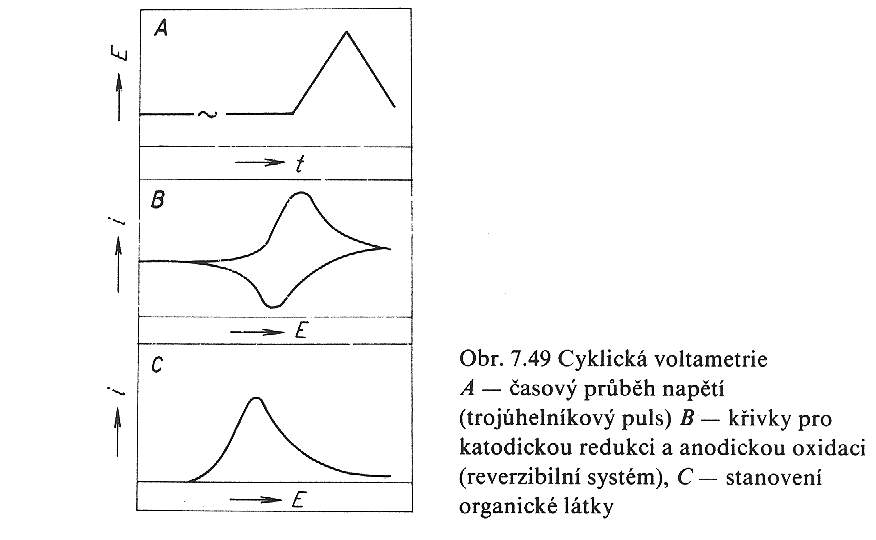 A
E
t
B
i
E
C
i
E
Obr. 7.49 Cyklická voltametrie
A — časový průběh napětí
(trojúhelníkový puls) B — křivky pro
katodickou redukci a anodickou oxidaci
(reverzibilní systém), C — stanovení
organické látky